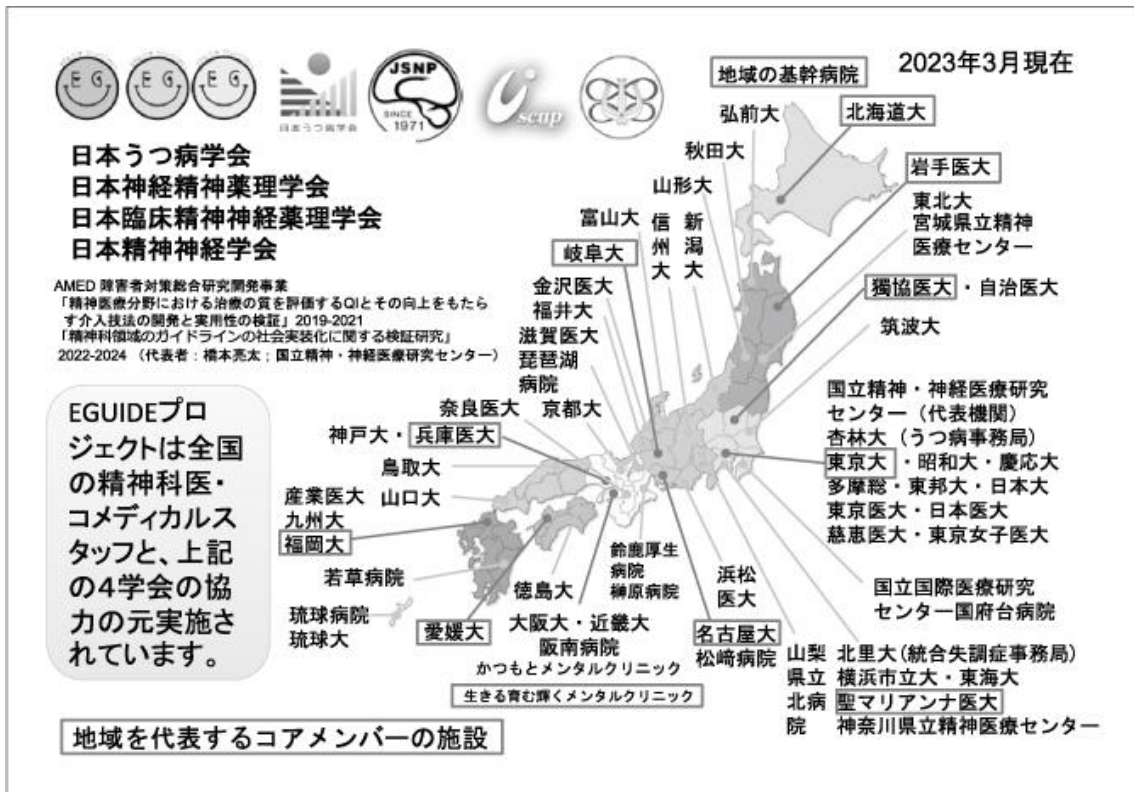 E G
E G
E G
日本うつ病学会
JSNP
SINCE
1971
iscnp
2023年3月現在
日本うつ病学会
日本神経精神薬理学会
日本臨床精神神経薬理学会
日本精神神経学会
AMED 障害者対策総合研究開発事業
「精神医療分野における治療の質を評価するQIとその向上をもたら
す介入技法の開発と実用性の検証」2019-2021
「精神科領域のガイドラインの社会実装化に関する検証研究」
2022-2024 （代表者：橋本亮太；国立精神・神経医療研究センター）
EGUIDEプロ
ジェクトは全国
の精神科医・
コメディカルス
タッフと、上記
の４学会の協
力の元実施さ
れています。
地域の基幹病院
弘前大
北海道大
秋田大
山形大
岩手医大
東北大
宮城県立精神
医療センター
富山大
信州大
新潟大
岐阜大
金沢医大
福井大
滋賀医大
琵琶湖
病院
獨協医大・自治医大
筑波大
奈良医大
京都大
神戸大・兵庫医大
鳥取大
山口大
産業医大
九州大
福岡大
若草病院
琉球病院
琉球大
愛媛大
徳島大
大阪大・近畿大
阪南病院
かつもとメンタルクリニック
生きる育む輝くメンタルクリニック
鈴鹿厚生
病院
榊原病院
浜松
医大
名古屋大
松﨑病院
国立精神・神経医療研究
センター（代表機関）
杏林大（うつ病事務局）
東京大・昭和大・慶応大
多摩総・東邦大・日本大
東京医大・日本医大
慈恵医大・東京女子医大
国立国際医療研究
センター国府台病院
山梨
県立
北病
院
北里大(統合失調症事務局)
横浜市立大・東海大
聖マリアンナ医大
神奈川県立精神医療センター
地域を代表するコアメンバーの施設